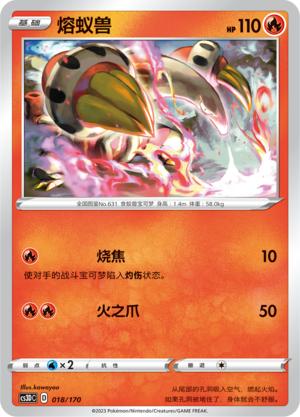 基础 熔蚁兽 HP 110
全国图鉴No.631 食蚁兽宝可梦 身高：1.4m 体重：58.0kg
烧焦 10
使对手的战斗宝可梦陷入灼伤状态。
火之爪 50
弱点 ×2 抗性 撤退
Illus.kawayoo
CS3DC D 018/170
从尾部的孔洞吸入空气，燃起火焰。
如果孔洞被堵住了，身体就会不舒服。
©2023 Pokémon/Nintendo/Creatures/GAME FREAK.